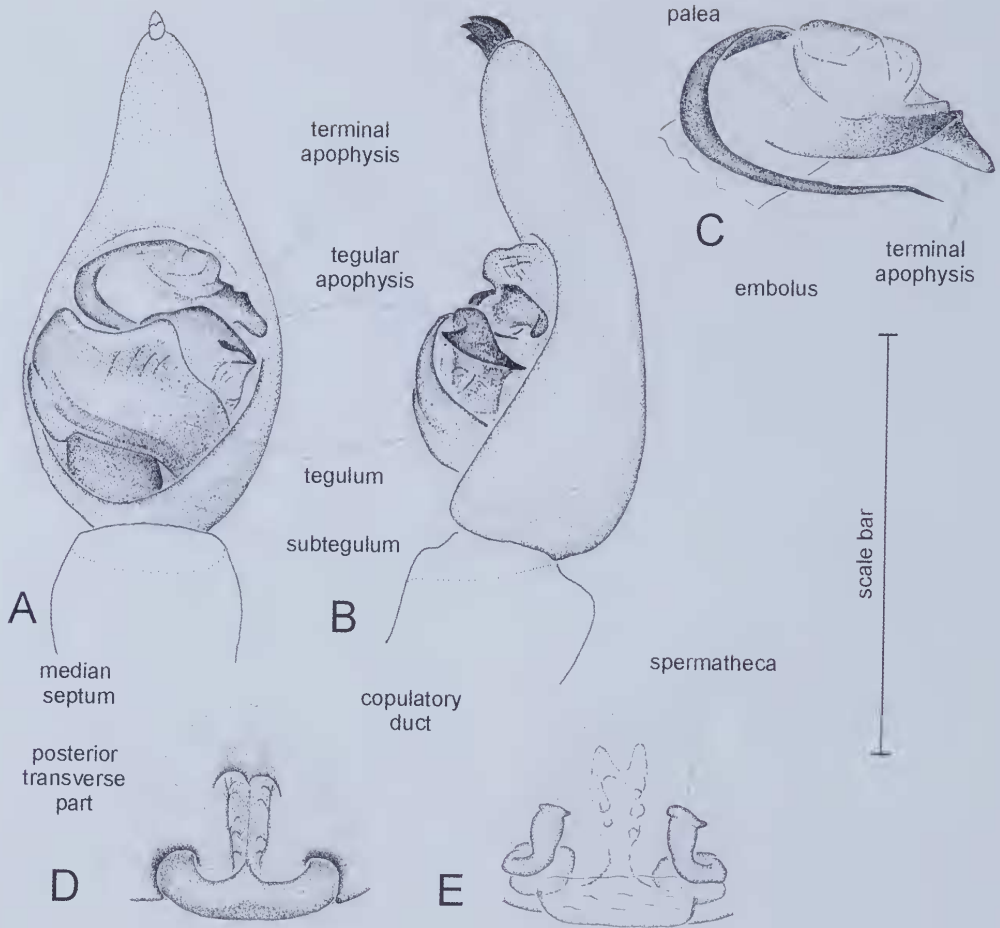 palea
terminal
apophysis
C
tegular
apophysis
terminal
apophysis
embolus
tegulum
subtegulum
scale bar
A
B
median
septum
spermatheca
copulatory
duct
posterior
transverse
part
D
E